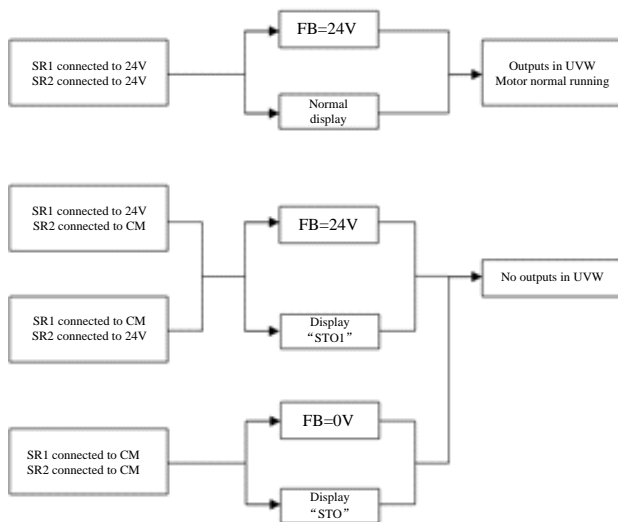 SR1 connected to 24V
SR2 connected to 24V
FB=24V
Normal
display
Outputs in UVW
Motor normal running
SR1 connected to 24V
SR2 connected to CM
SR1 connected to CM
SR2 connected to 24V
FB=24V
Display
“STO1”
No outputs in UVW
SR1 connected to CM
SR2 connected to CM
FB=0V
Display
“STO”